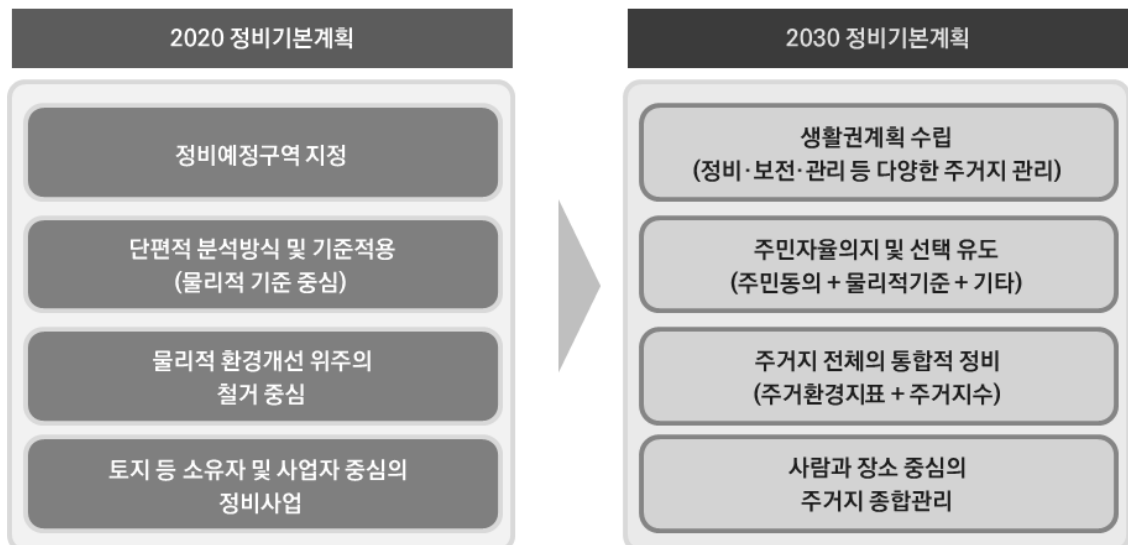 2020 정비기본계획
정비예정구역 지정
단편적 분석방식 및 기준적용
(물리적 기준 중심)
물리적 환경개선 위주의
철거 중심
토지 등 소유자 및 사업자 중심의
정비사업
2030 정비기본계획
생활권계획 수립
(정비·보전·관리 등 다양한 주거지 관리)
주민자율의지 및 선택 유도
(주민동의 + 물리적기준 + 기타)
주거지 전체의 통합적 정비
(주거환경지표 + 주거지수)
사람과 장소 중심의
주거지 종합관리